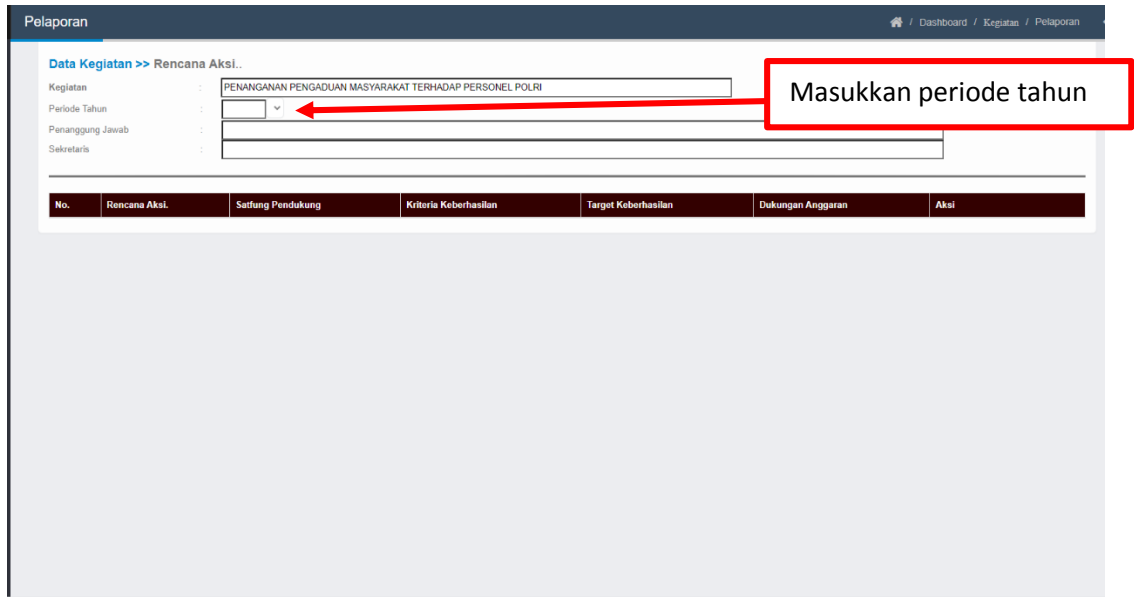 Pelaporan
/ Dashboard / Kegiatan / Pelaporan
Data Kegiatan >> Rencana Aksi..
Kegiatan : PENANGANAN PENGADUAN MASYARAKAT TERHADAP PERSONEL POLRI
Masukkan periode tahun
Periode Tahun :
Penanggung Jawab :
Sekretaris :
No. Rencana Aksi. Satfung Pendukung Kriteria Keberhasilan Target Keberhasilan Dukungan Anggaran Aksi